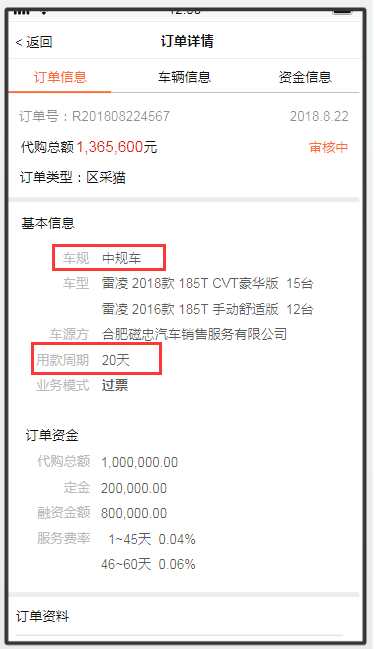 < 返回 订单详情
订单信息 车辆信息 资金信息
订单号：R201808224567 2018.8.22
代购总额 1,365,600元 审核中
订单类型：区采猫
基本信息
车规 中规车
车型 雷凌 2018款 185T CVT豪华版 15台
雷凌 2016款 185T 手动舒适版 12台
车源方 合肥磁忠汽车销售服务有限公司
用款周期 20天
业务模式 过票
订单资金
代购总额 1,000,000.00
定金 200,000.00
融资金额 800,000.00
服务费率 1~45天 0.04%
46~60天 0.06%
订单资料